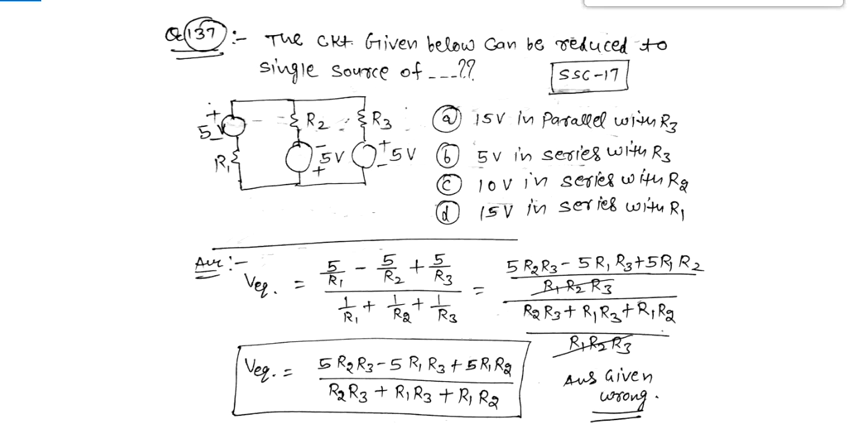 Q.137 :- The ckt. Given below Can be reduced to
single source of ---??
SSC-17
+
5V
-
R1
R2
-
5V
+
R3
+
5V
-
(a) 15V in Parallel with R3
(b) 5V in series with R3
(c) 10V in series with R2
(d) 15V in series with R1
Ans :-
Veq. = (5/R1 - 5/R2 + 5/R3) / (1/R1 + 1/R2 + 1/R3) = ((5R2R3 - 5R1R3 + 5R1R2) / R1R2R3) / ((R2R3 + R1R3 + R1R2) / R1R2R3)
Veq. = (5R2R3 - 5R1R3 + 5R1R2) / (R2R3 + R1R3 + R1R2)
Ans Given
wrong.